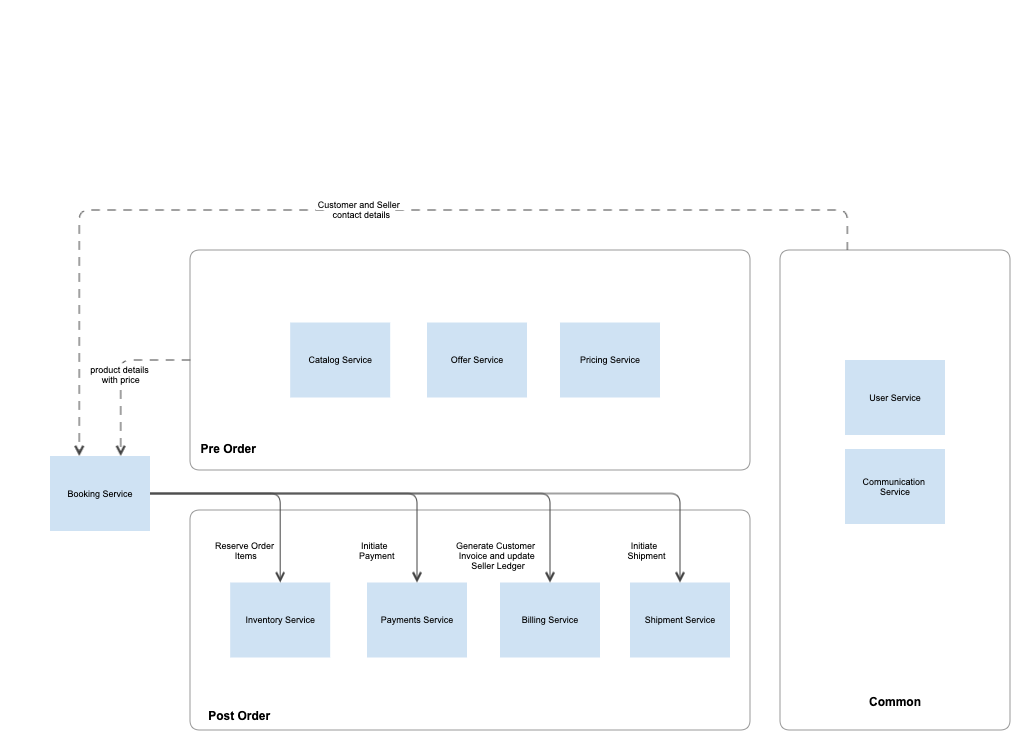 Customer and Seller
contact details
Catalog Service
Offer Service
Pricing Service
product details
with price
User Service
Pre Order
Communication
Service
Booking Service
Reserve Order
Items
Initiate
Payment
Generate Customer
Invoice and update
Seller Ledger
Initiate
Shipment
Inventory Service
Payments Service
Billing Service
Shipment Service
Common
Post Order